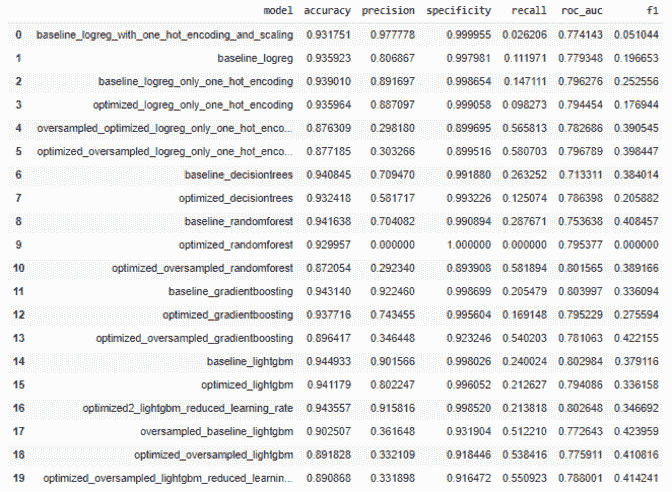 model accuracy precision specificity recall roc_auc f1
0 baseline_logreg_with_one_hot_encoding_and_scaling 0.931751 0.977778 0.999955 0.026206 0.774143 0.051044
1 baseline_logreg 0.935923 0.806867 0.997981 0.111971 0.779348 0.196653
2 baseline_logreg_only_one_hot_encoding 0.939010 0.891697 0.998654 0.147111 0.796276 0.252556
3 optimized_logreg_only_one_hot_encoding 0.935964 0.887097 0.999058 0.098273 0.794454 0.176944
4 oversampled_optimized_logreg_only_one_hot_enco... 0.876309 0.298180 0.899695 0.565813 0.782686 0.390545
5 optimized_oversampled_logreg_only_one_hot_enco... 0.877185 0.303266 0.899516 0.580703 0.796789 0.398447
6 baseline_decisiontrees 0.940845 0.709470 0.991880 0.263252 0.713311 0.384014
7 optimized_decisiontrees 0.932418 0.581717 0.993226 0.125074 0.786398 0.205882
8 baseline_randomforest 0.941638 0.704082 0.990894 0.287671 0.753638 0.408457
9 optimized_randomforest 0.929957 0.000000 1.000000 0.000000 0.795377 0.000000
10 optimized_oversampled_randomforest 0.872054 0.292340 0.893908 0.581894 0.801565 0.389166
11 baseline_gradientboosting 0.943140 0.922460 0.998699 0.205479 0.803997 0.336094
12 optimized_gradientboosting 0.937716 0.743455 0.995604 0.169148 0.795229 0.275594
13 optimized_oversampled_gradientboosting 0.896417 0.346448 0.923246 0.540203 0.781063 0.422155
14 baseline_lightgbm 0.944933 0.901566 0.998026 0.240024 0.802984 0.379116
15 optimized_lightgbm 0.941179 0.802247 0.996052 0.212627 0.794086 0.336158
16 optimized2_lightgbm_reduced_learning_rate 0.943557 0.915816 0.998520 0.213818 0.802648 0.346692
17 oversampled_baseline_lightgbm 0.902507 0.361648 0.931904 0.512210 0.772643 0.423959
18 optimized_oversampled_lightgbm 0.891828 0.332109 0.918446 0.538416 0.775911 0.410816
19 optimized_oversampled_lightgbm_reduced_learnin... 0.890868 0.331898 0.916472 0.550923 0.788001 0.414241